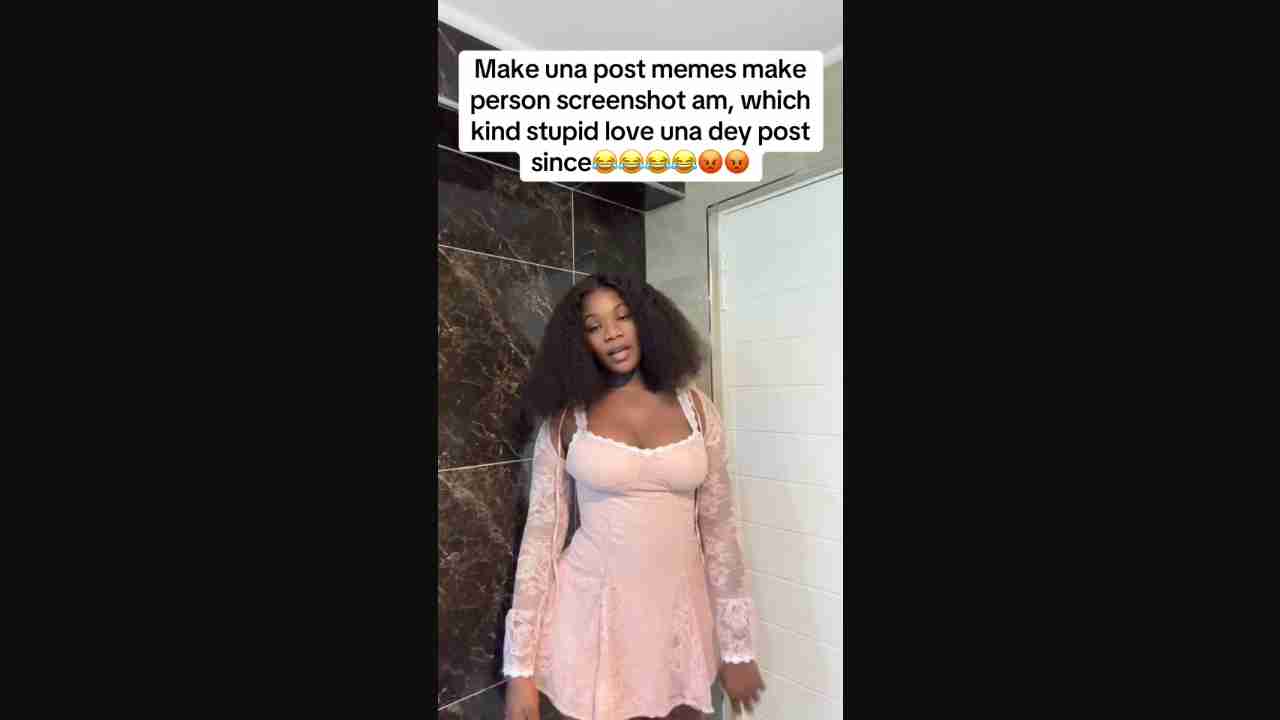 Make una post memes make
person screenshot am, which
kind stupid love una dey post
since😂😂😂😂😡😡